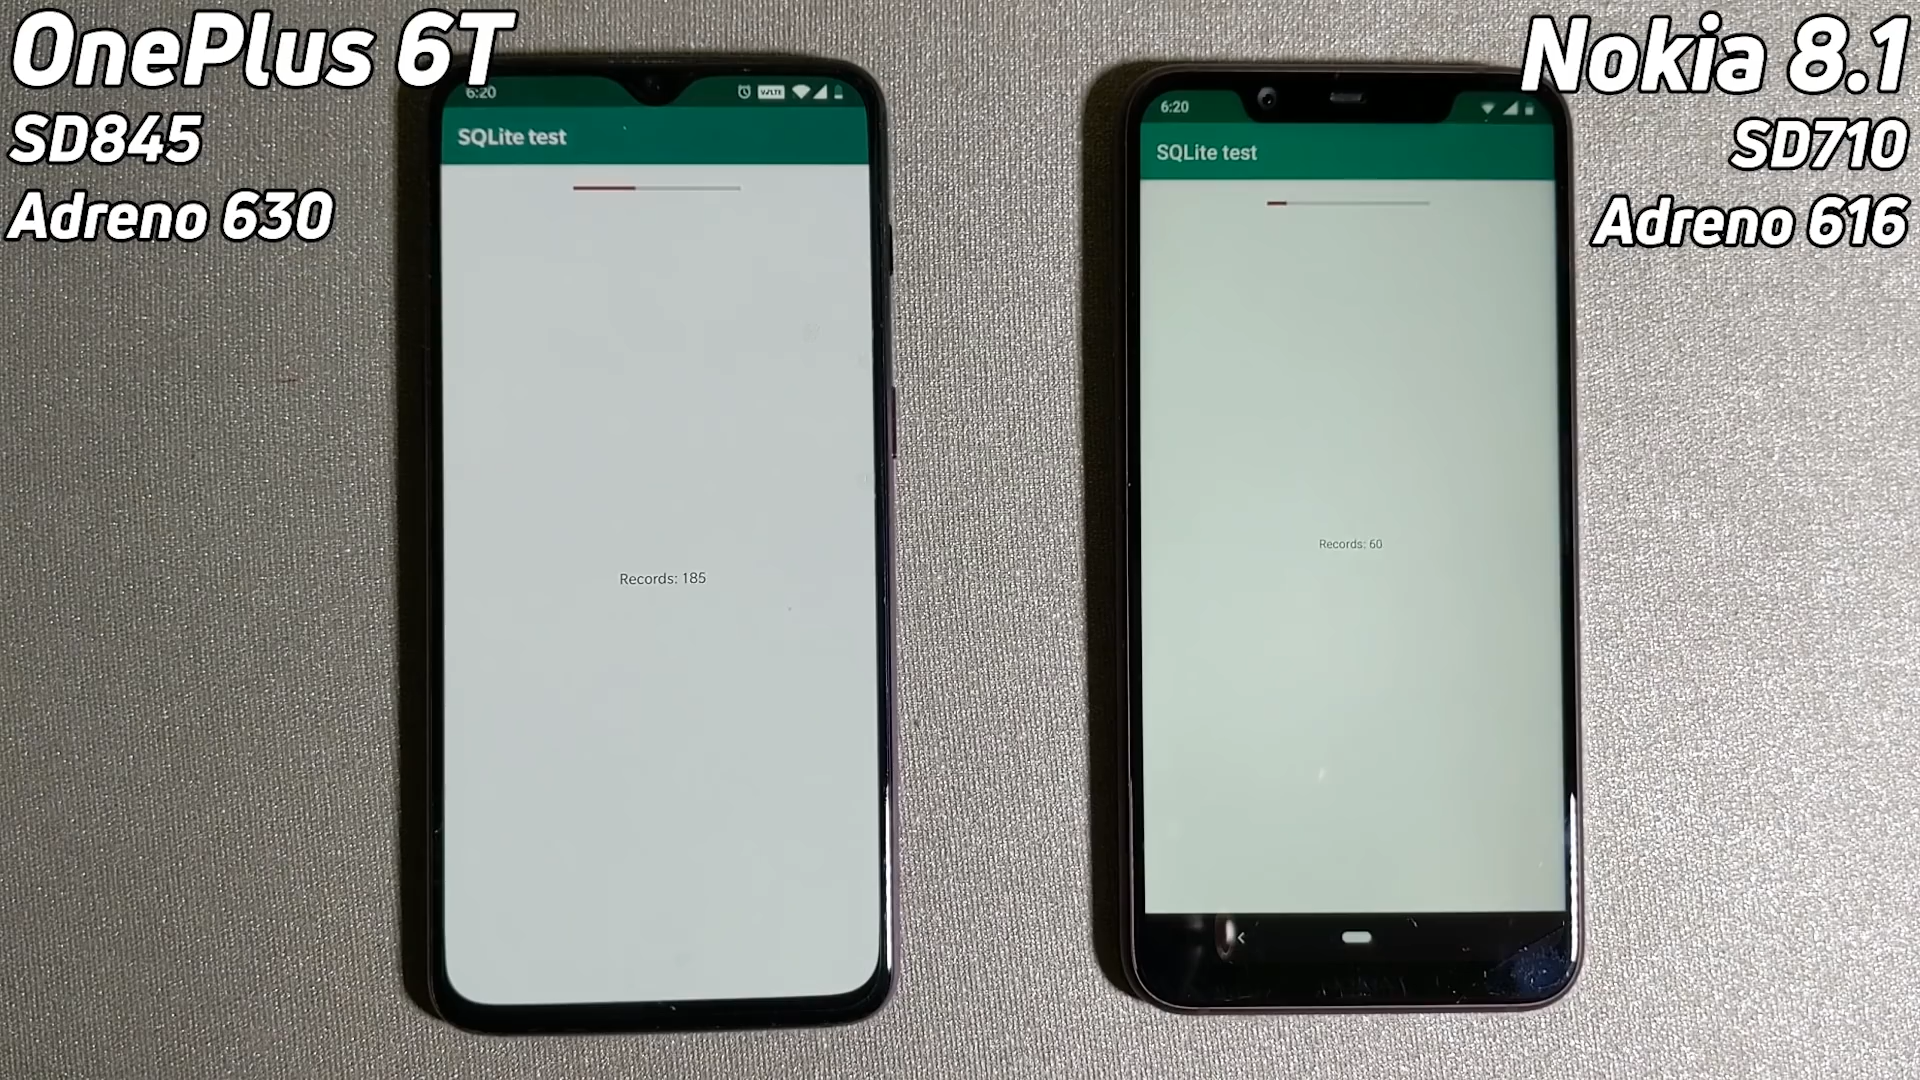 OnePlus 6T
SD845
Adreno 630
Nokia 8.1
SD710
Adreno 616
6:20
VoLTE
SQLite test
Records: 185
6:20
SQLite test
Records: 60